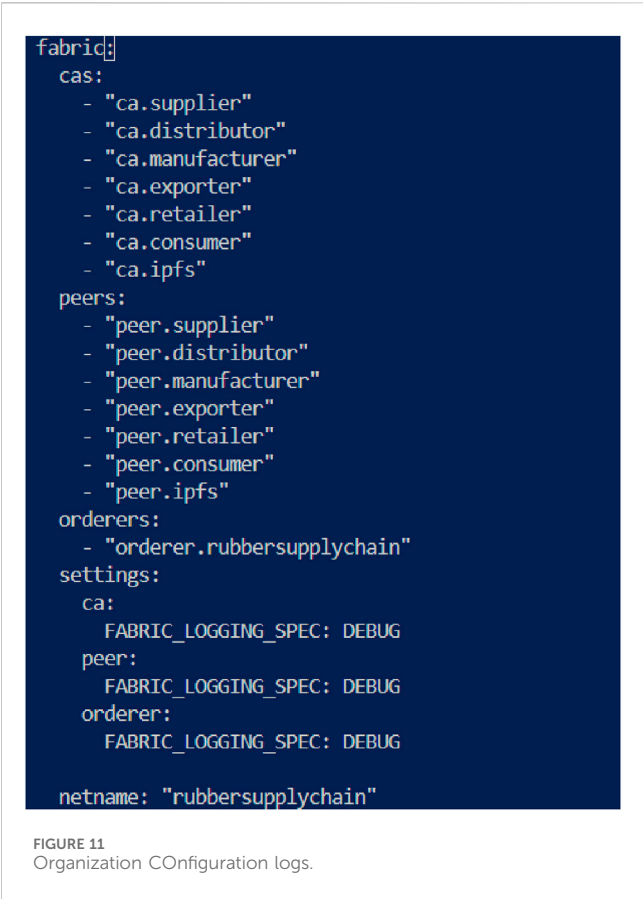 fabric:
  cas:
    - "ca.supplier"
    - "ca.distributor"
    - "ca.manufacturer"
    - "ca.exporter"
    - "ca.retailer"
    - "ca.consumer"
    - "ca.ipfs"
  peers:
    - "peer.supplier"
    - "peer.distributor"
    - "peer.manufacturer"
    - "peer.exporter"
    - "peer.retailer"
    - "peer.consumer"
    - "peer.ipfs"
  orderers:
    - "orderer.rubbersupplychain"
  settings:
    ca:
      FABRIC_LOGGING_SPEC: DEBUG
    peer:
      FABRIC_LOGGING_SPEC: DEBUG
    orderer:
      FABRIC_LOGGING_SPEC: DEBUG
  netname: "rubbersupplychain"
FIGURE 11
Organization COnfiguration logs.